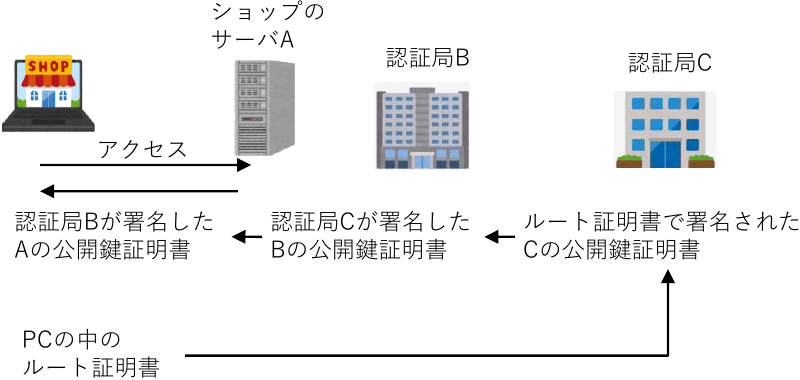 ショップの
サーバA
認証局B
認証局C
SHOP
アクセス
認証局Bが署名した
Aの公開鍵証明書
認証局Cが署名した
Bの公開鍵証明書
ルート証明書で署名された
Cの公開鍵証明書
PCの中の
ルート証明書